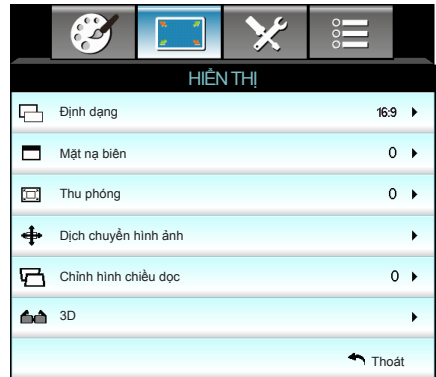 HIỂN THỊ
Định dạng 16:9
Mặt nạ biên 0
Thu phóng 0
Dịch chuyển hình ảnh
Chỉnh hình chiều dọc 0
3D
Thoát